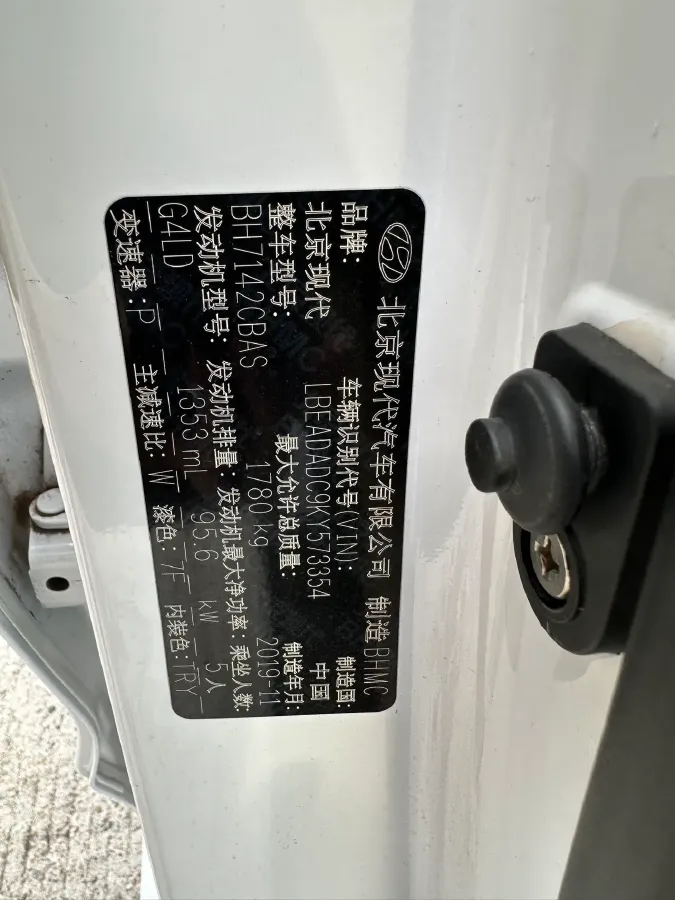 北京现代汽车有限公司 制造 BHMC
品牌: 车辆识别代号(VIN): 制造国:
北京现代 LBEADADC9KY573354 中国
整车型号: 最大允许总质量: 制造年月:
BH7142CBAS 1780 kg 2019-11
发动机型号: 发动机排量: 发动机最大净功率: 乘坐人数:
G4LD 1353 mL 95.6 kW 5人
变速器: P 主减速比: W 漆色: 7F 内装色: TRY